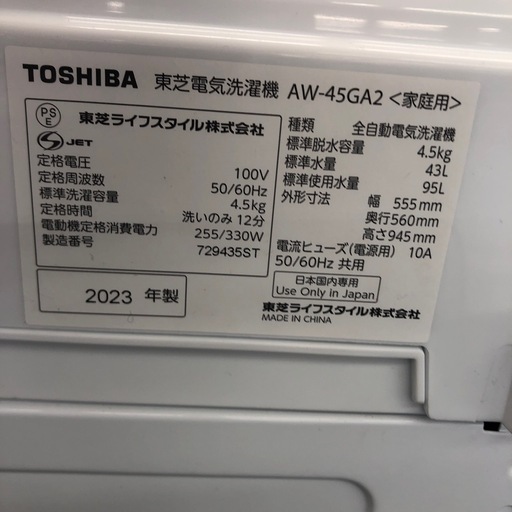 TOSHIBA 東芝電気洗濯機 AW-45GA2 <家庭用>
PS E 東芝ライフスタイル株式会社
JET
定格電圧 100V
定格周波数 50/60Hz
標準洗濯容量 4.5kg
定格時間 洗いのみ 12分
電動機定格消費電力 255/330W
製造番号 729435ST
2023 年製
種類 全自動電気洗濯機
標準脱水容量 4.5kg
標準水量 43L
標準使用水量 95L
外形寸法 幅 555mm
奥行560mm
高さ945mm
電流ヒューズ(電源用) 10A
50/60Hz 共用
日本国内専用
Use Only in Japan
東芝ライフスタイル株式会社
MADE IN CHINA